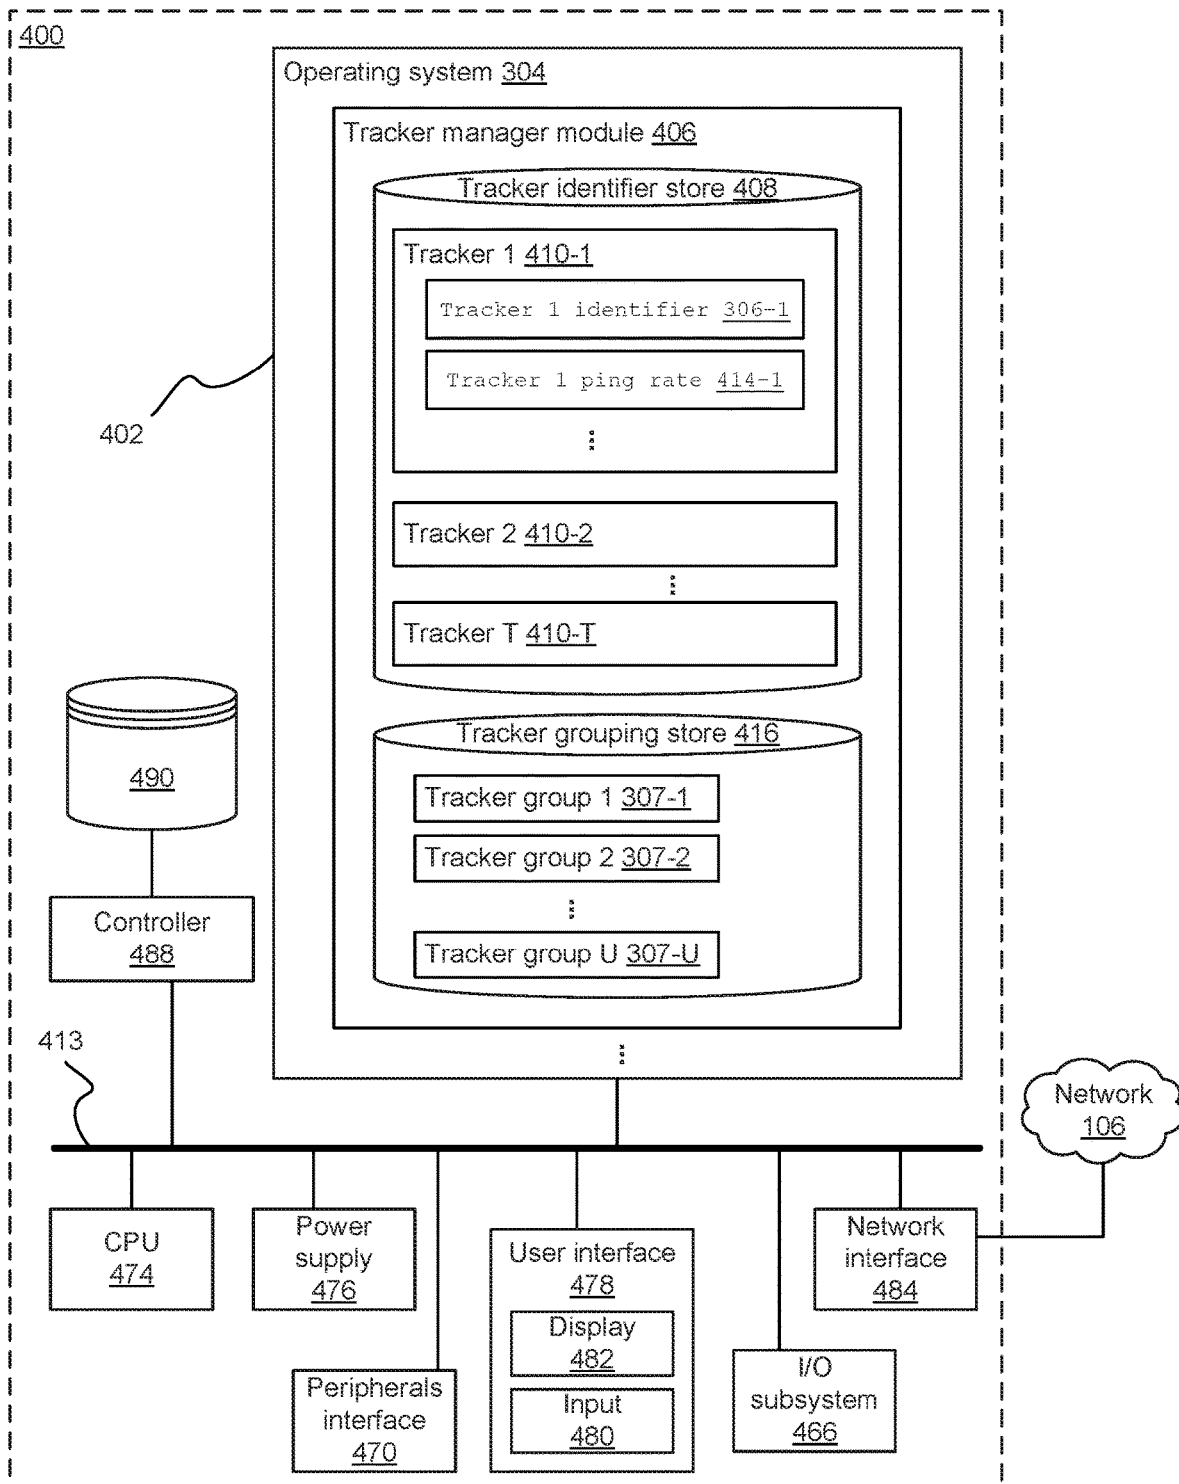 400
Operating system 304
Tracker manager module 406
Tracker identifier store 408
Tracker 1 410-1
Tracker 1 identifier 306-1
Tracker 1 ping rate 414-1
Tracker 2 410-2
Tracker T 410-T
402
Tracker grouping store 416
Tracker group 1 307-1
Tracker group 2 307-2
Tracker group U 307-U
490
Controller
488
413
Network
106
CPU
474
Power
supply
476
Peripherals
interface
470
User interface
478
Display
482
Input
480
I/O
subsystem
466
Network
interface
484